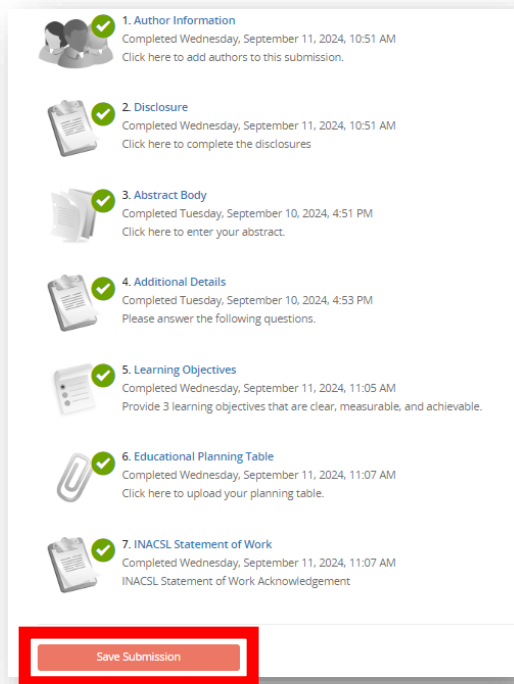 1. Author Information
Completed Wednesday, September 11, 2024, 10:51 AM
Click here to add authors to this submission.
2. Disclosure
Completed Wednesday, September 11, 2024, 10:51 AM
Click here to complete the disclosures
3. Abstract Body
Completed Tuesday, September 10, 2024, 4:51 PM
Click here to enter your abstract.
4. Additional Details
Completed Tuesday, September 10, 2024, 4:53 PM
Please answer the following questions.
5. Learning Objectives
Completed Wednesday, September 11, 2024, 11:05 AM
Provide 3 learning objectives that are clear, measurable, and achievable.
6. Educational Planning Table
Completed Wednesday, September 11, 2024, 11:07 AM
Click here to upload your planning table.
7. INACSL Statement of Work
Completed Wednesday, September 11, 2024, 11:07 AM
INACSL Statement of Work Acknowledgement
Save Submission